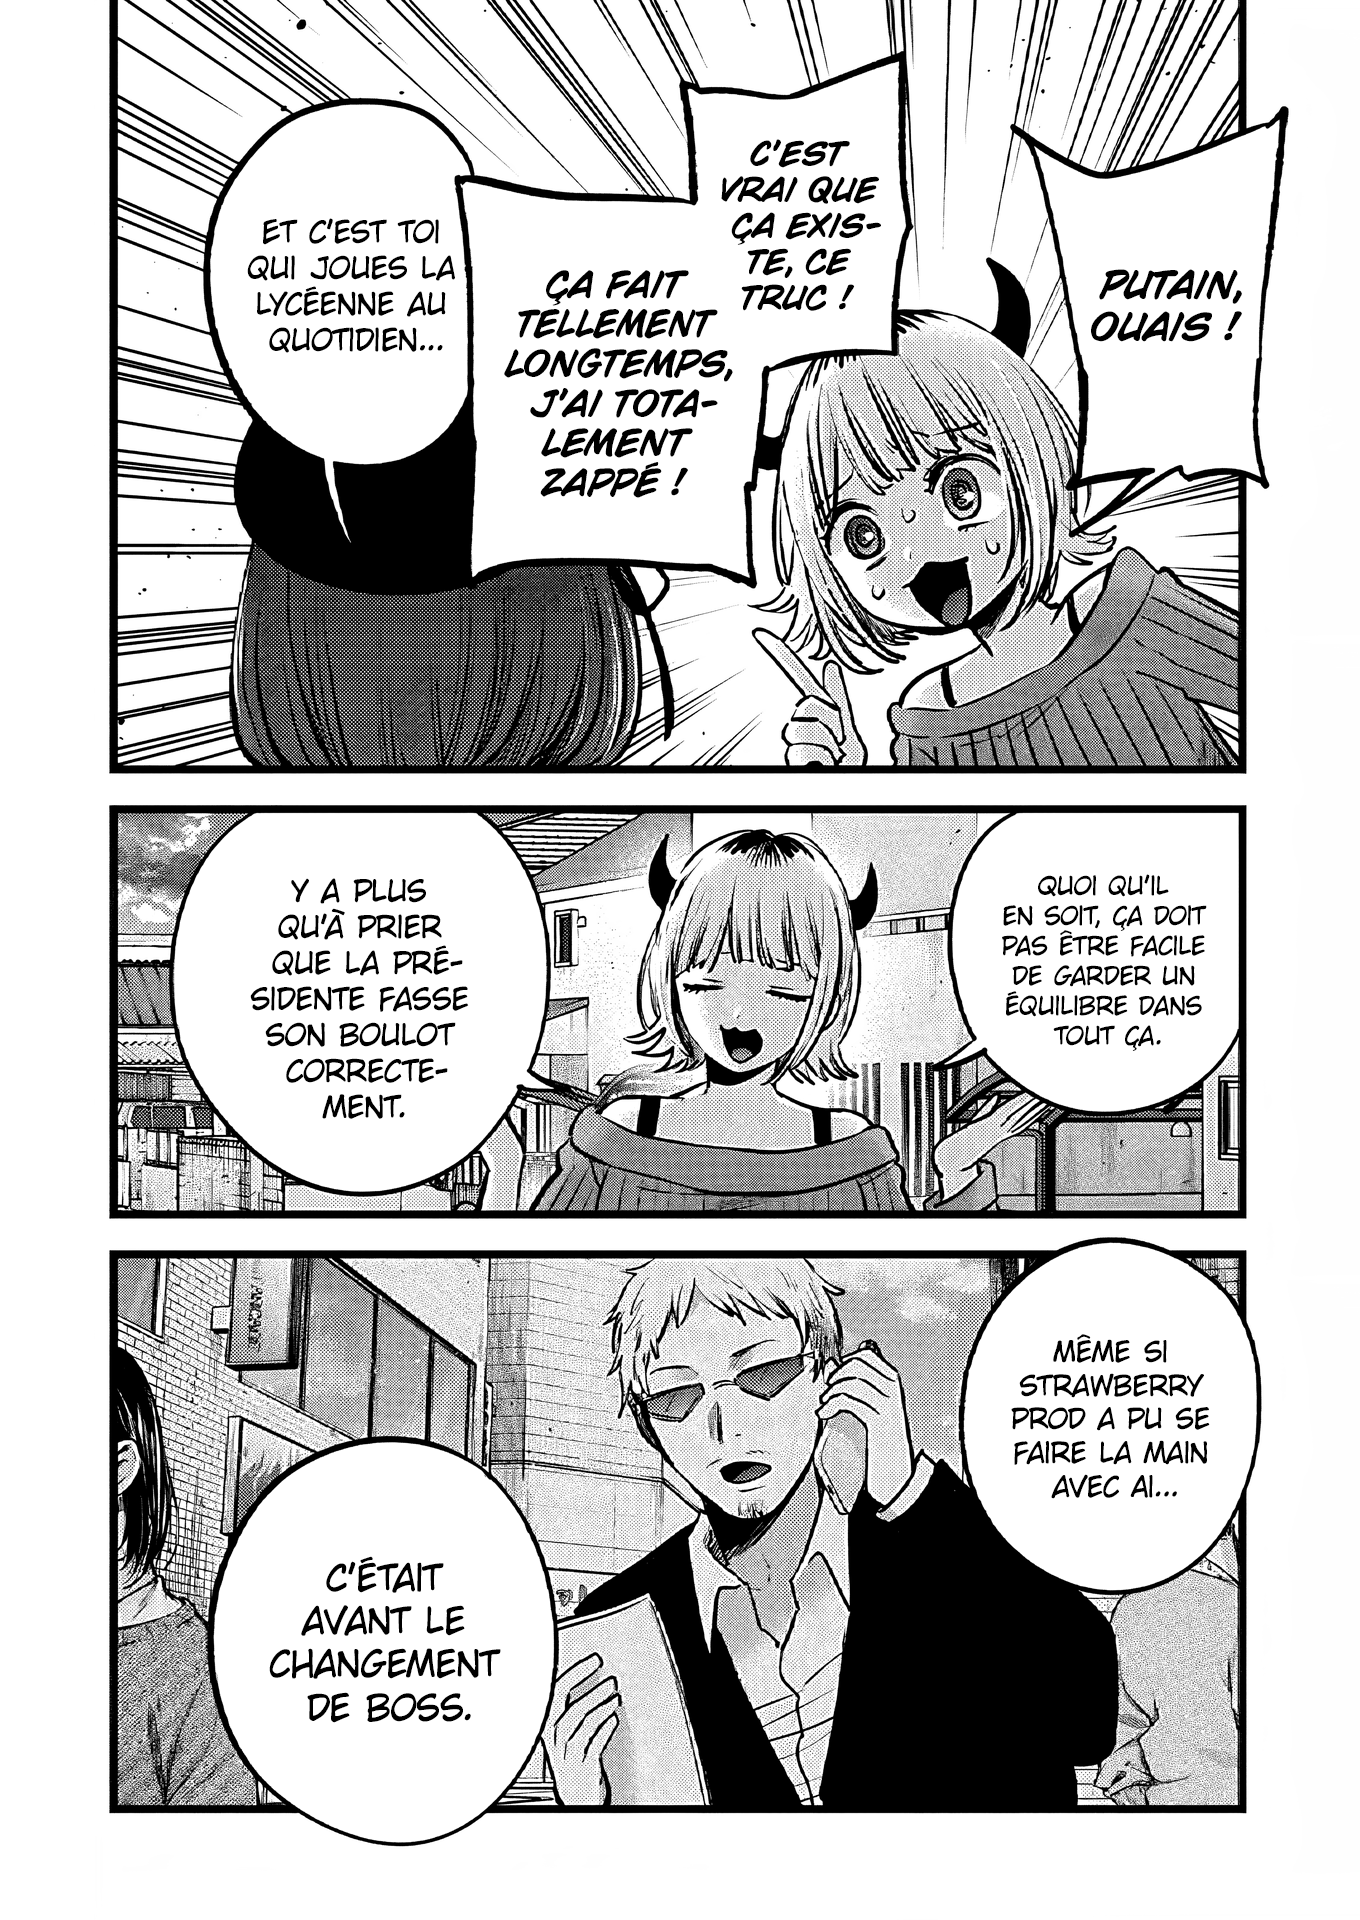 PUTAIN,
OUAIS !
C'EST
VRAI QUE
ÇA EXIS-
TE, CE
TRUC !
ÇA FAIT
TELLEMENT
LONGTEMPS,
J'AI TOTA-
LEMENT
ZAPPÉ !
ET C'EST TOI
QUI JOUES LA
LYCÉENNE AU
QUOTIDIEN...
QUOI QU'IL
EN SOIT, ÇA DOIT
PAS ÊTRE FACILE
DE GARDER UN
ÉQUILIBRE DANS
TOUT ÇA.
Y A PLUS
QU'À PRIER
QUE LA PRÉ-
SIDENTE FASSE
SON BOULOT
CORRECTE-
MENT.
MÊME SI
STRAWBERRY
PROD A PU SE
FAIRE LA MAIN
AVEC AI...
C'ÉTAIT
AVANT LE
CHANGEMENT
DE BOSS.